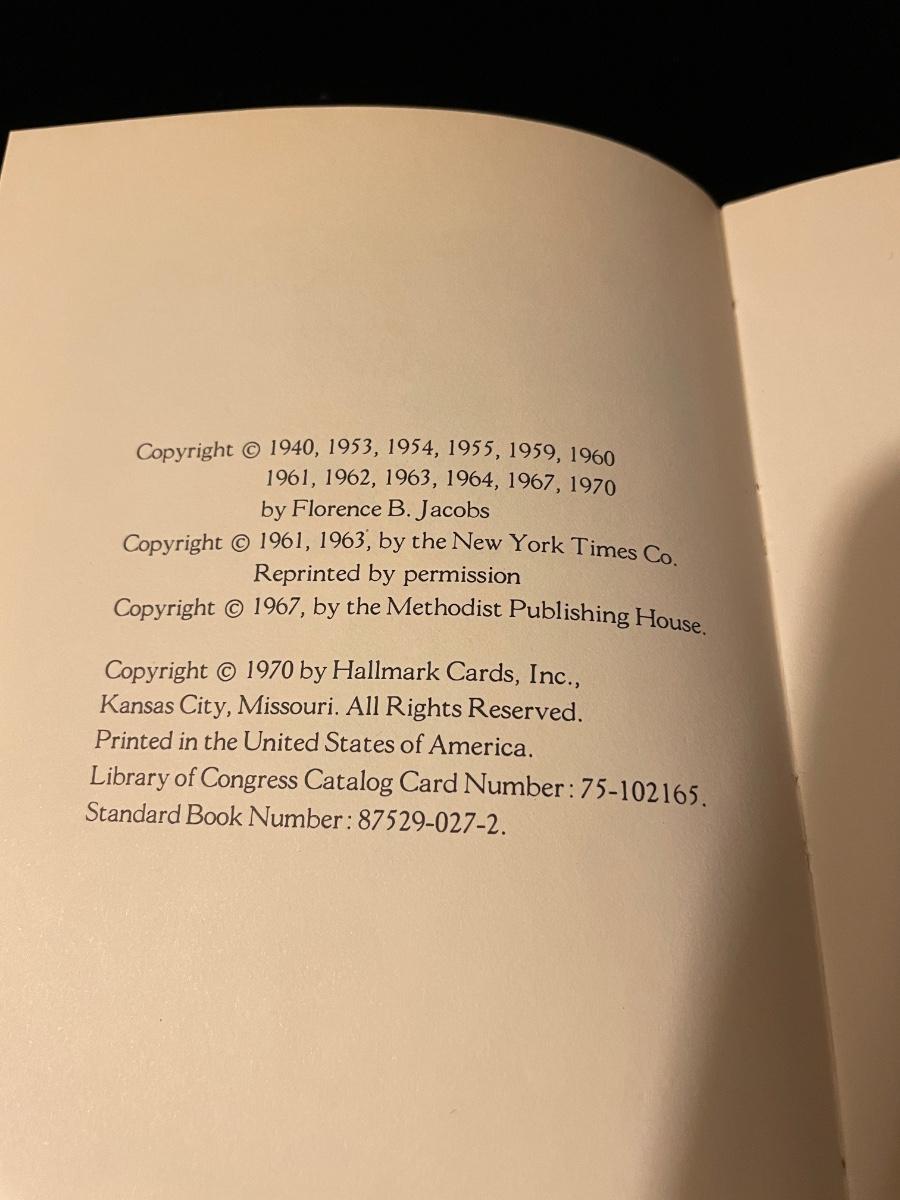 Copyright © 1940, 1953, 1954, 1955, 1959, 1960
1961, 1962, 1963, 1964, 1967, 1970
by Florence B. Jacobs
Copyright © 1961, 1963, by the New York Times Co.
Reprinted by permission
Copyright © 1967, by the Methodist Publishing House.
Copyright © 1970 by Hallmark Cards, Inc.,
Kansas City, Missouri. All Rights Reserved.
Printed in the United States of America.
Library of Congress Catalog Card Number: 75-102165.
Standard Book Number: 87529-027-2.